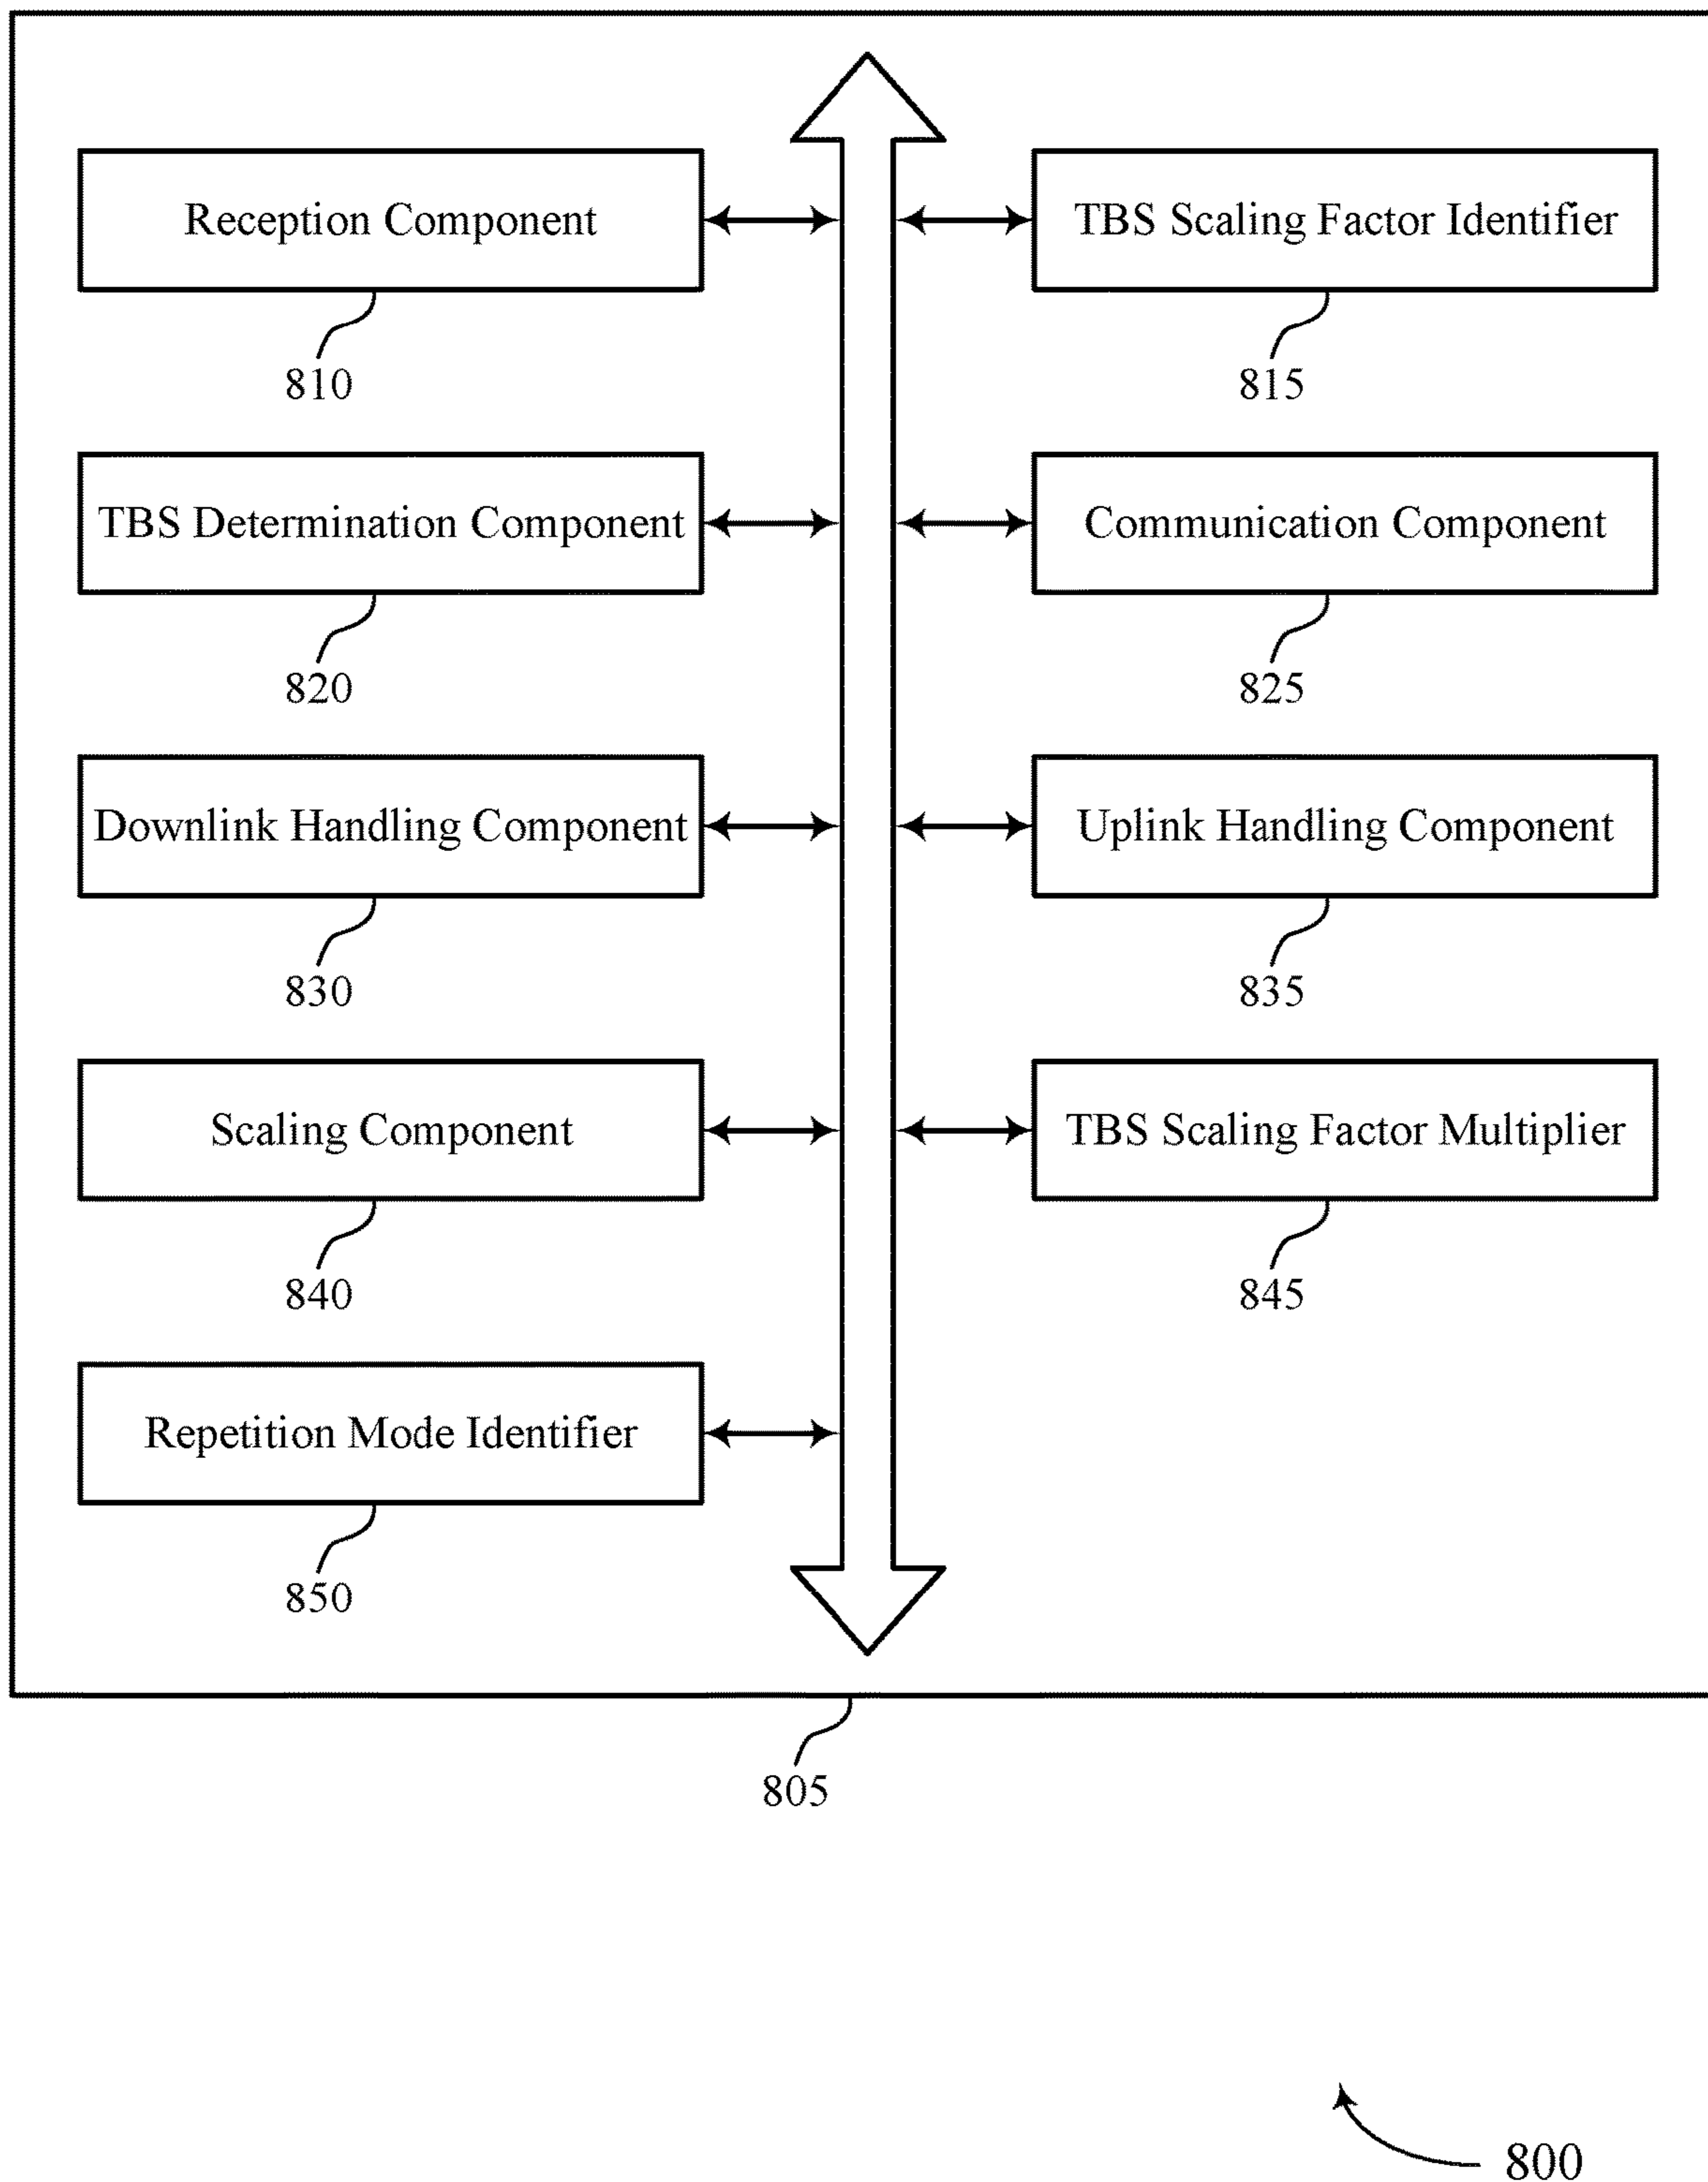 Reception Component
TBS Scaling Factor Identifier
810
815
TBS Determination Component
Communication Component
820
825
Downlink Handling Component
Uplink Handling Component
830
835
Scaling Component
TBS Scaling Factor Multiplier
840
845
Repetition Mode Identifier
850
805
800